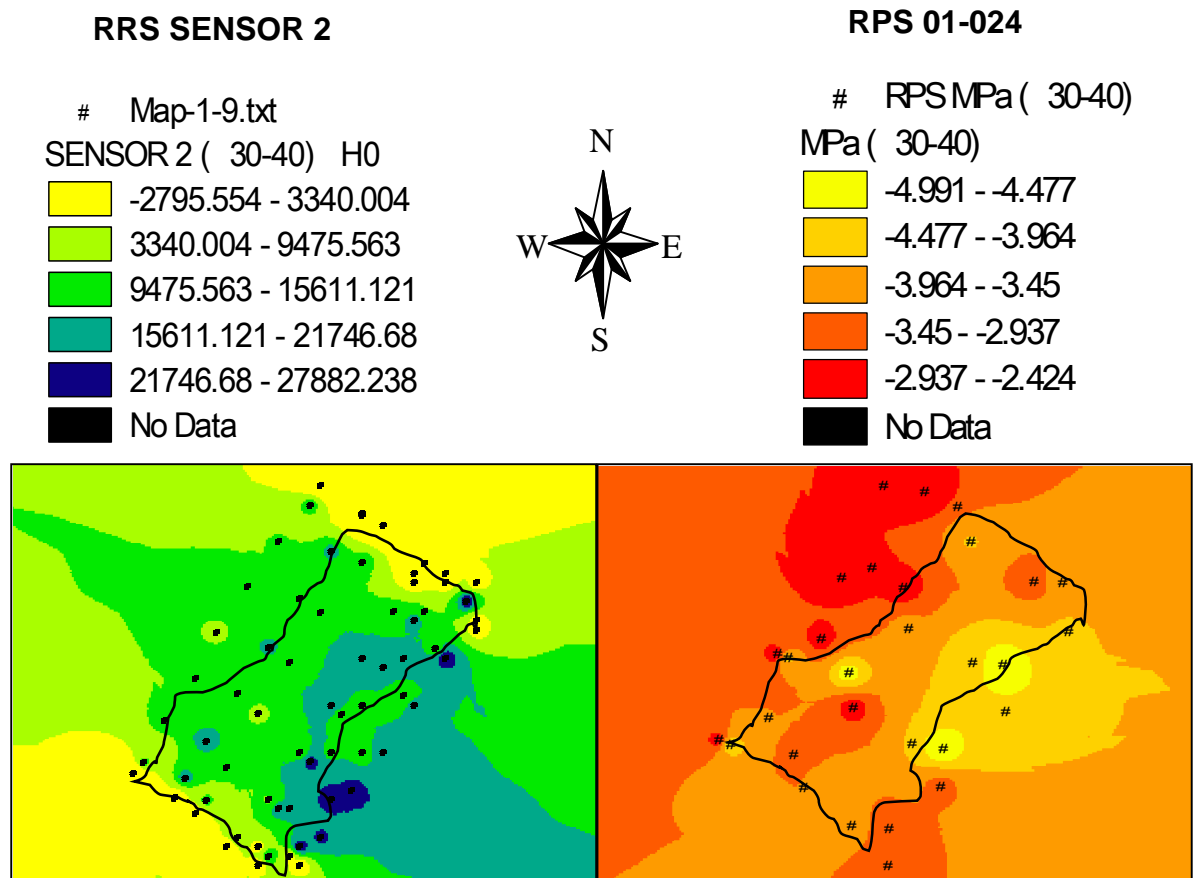 RRS SENSOR 2
# Map-1-9.txt
SENSOR 2 ( 30-40) H0
-2795.554 - 3340.004
3340.004 - 9475.563
9475.563 - 15611.121
15611.121 - 21746.68
21746.68 - 27882.238
No Data
N
W E
S
RPS 01-024
# RPS MPa ( 30-40)
MPa ( 30-40)
-4.991 - -4.477
-4.477 - -3.964
-3.964 - -3.45
-3.45 - -2.937
-2.937 - -2.424
No Data